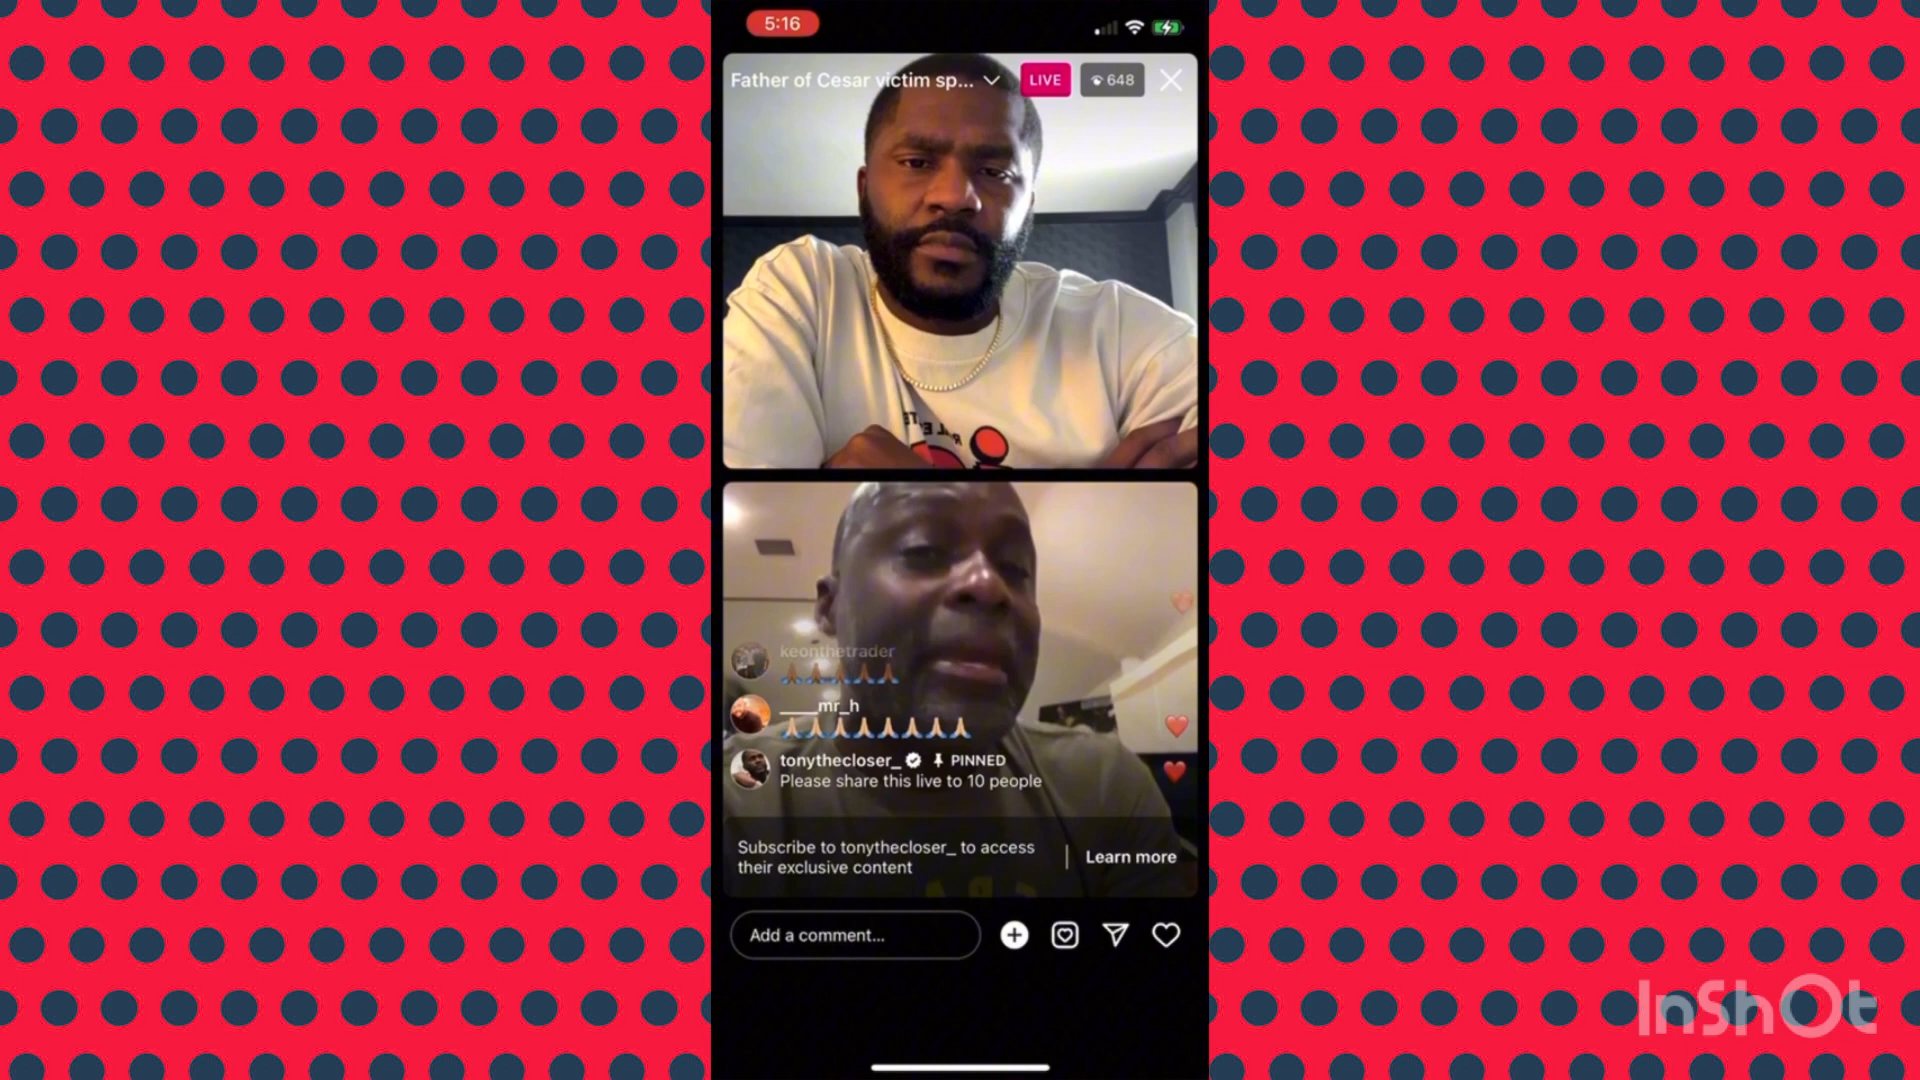 5:16
Father of Cesar victim sp...
LIVE
648
keonthetrader
____mr_h
tonythecloser_ PINNED
Please share this live to 10 people
Subscribe to tonythecloser_ to access
their exclusive content
Learn more
Add a comment...
InShOt